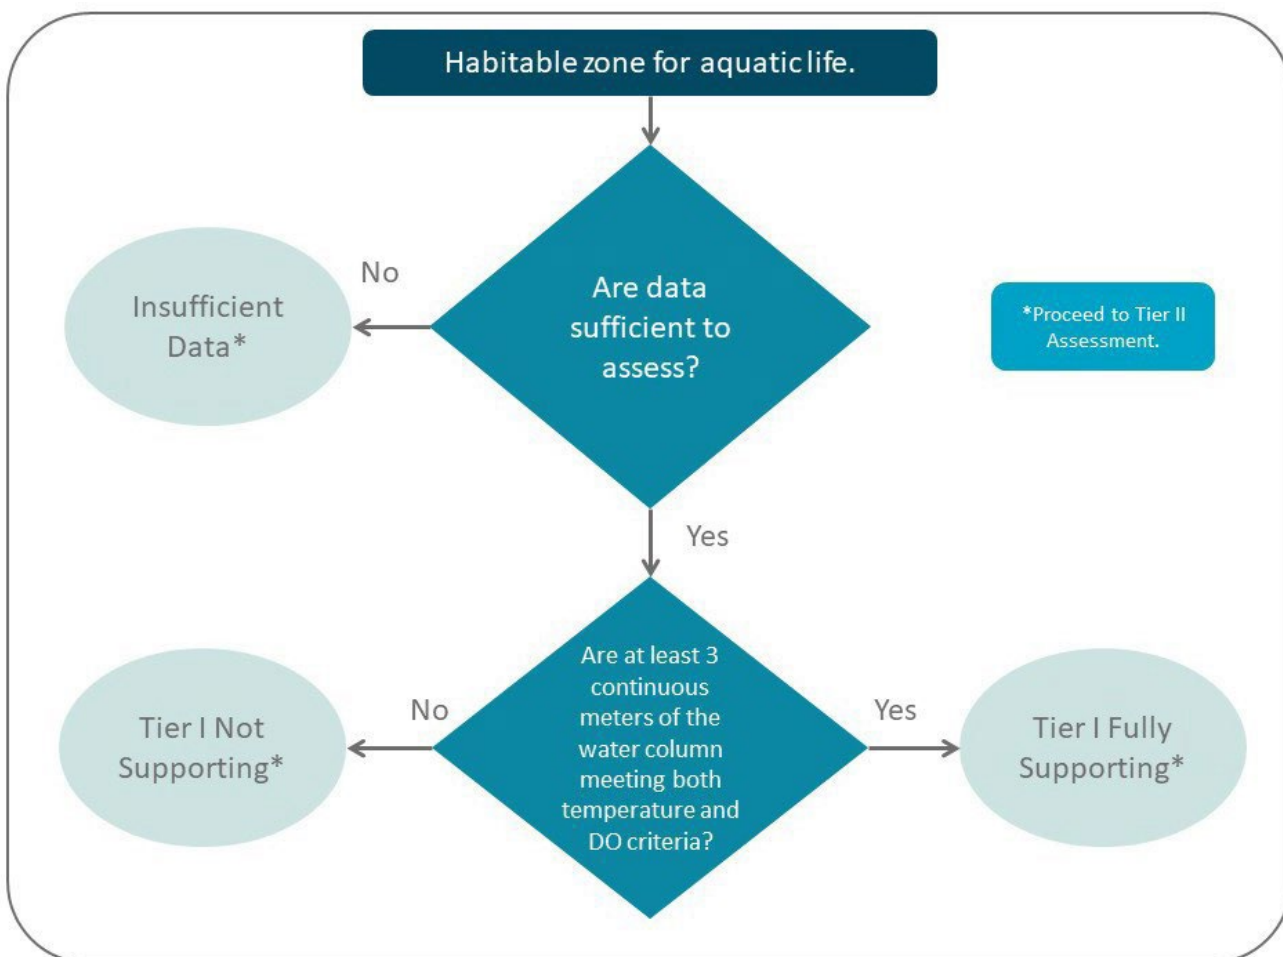 Habitable zone for aquatic life.
No
Insufficient
Data*
Are data
sufficient to
assess?
*Proceed to Tier II
Assessment.
Yes
Tier I Not
Supporting*
No
Are at least 3
continuous
meters of the
water column
meeting both
temperature and
DO criteria?
Yes
Tier I Fully
Supporting*